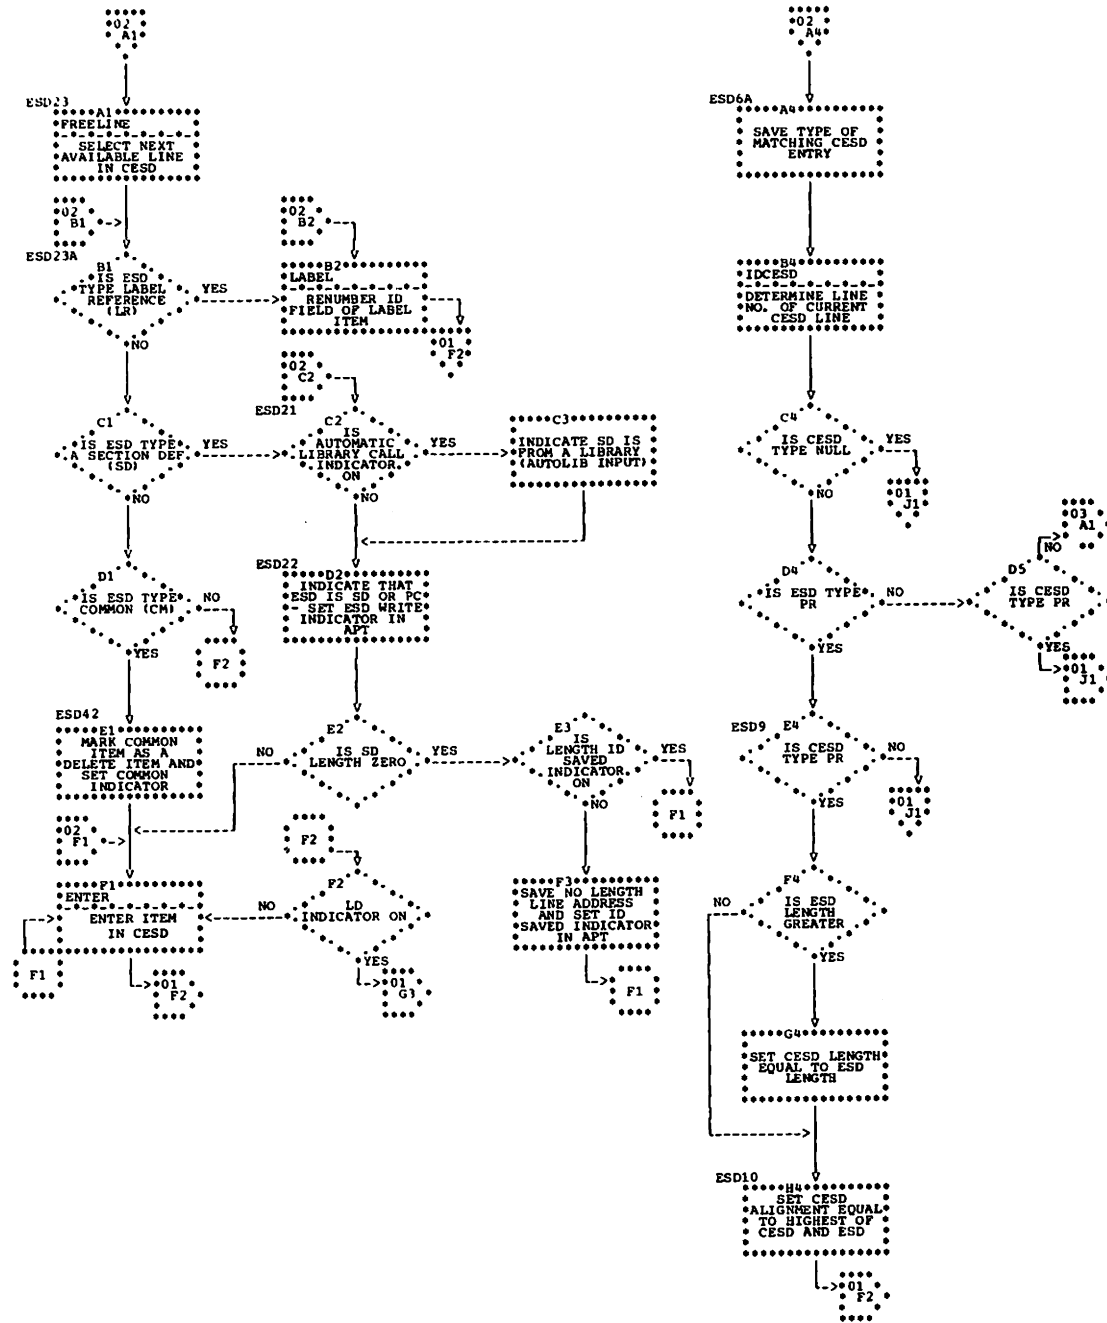 02
A1
ESD23
A1
FREELINE
SELECT NEXT
AVAILABLE LINE
IN CESD
02
B1
ESD23A
B1
IS ESD
TYPE LABEL
REFERENCE
(LR)
YES
NO
02
B2
B2
LABEL
RENUMBER ID
FIELD OF LABEL
ITEM
01
F2
C1
IS ESD TYPE
A SECTION DEF
(SD)
YES
NO
02
C2
ESD21
C2
IS
AUTOMATIC
LIBRARY CALL
INDICATOR
ON
YES
NO
C3
INDICATE SD IS
FROM A LIBRARY
(AUTOLIB INPUT)
D1
IS ESD TYPE
COMMON (CM)
NO
YES
F2
ESD22
D2
INDICATE THAT
ESD IS SD OR PC
- SET ESD WRITE
INDICATOR IN
APT
ESD42
E1
MARK COMMON
ITEM AS A
DELETE ITEM AND
SET COMMON
INDICATOR
E2
IS SD
LENGTH ZERO
NO
YES
E3
IS
LENGTH ID
SAVED
INDICATOR
ON
YES
NO
F1
02
F1
F1
ENTER
ENTER ITEM
IN CESD
F1
01
F2
F2
F2
LD
INDICATOR ON
NO
YES
01
G3
F3
SAVE NO LENGTH
LINE ADDRESS
AND SET ID
SAVED INDICATOR
IN APT
F1
02
A4
ESD6A
A4
SAVE TYPE OF
MATCHING CESD
ENTRY
B4
IDCESD
DETERMINE LINE
NO. OF CURRENT
CESD LINE
C4
IS CESD
TYPE NULL
YES
NO
01
J1
D4
IS ESD TYPE
PR
NO
YES
03
A1
NO
D5
IS CESD
TYPE PR
YES
01
J1
ESD9
E4
IS CESD
TYPE PR
NO
YES
01
J1
F4
IS ESD
LENGTH
GREATER
NO
YES
G4
SET CESD LENGTH
EQUAL TO ESD
LENGTH
ESD10
H4
SET CESD
ALIGNMENT EQUAL
TO HIGHEST OF
CESD AND ESD
01
F2